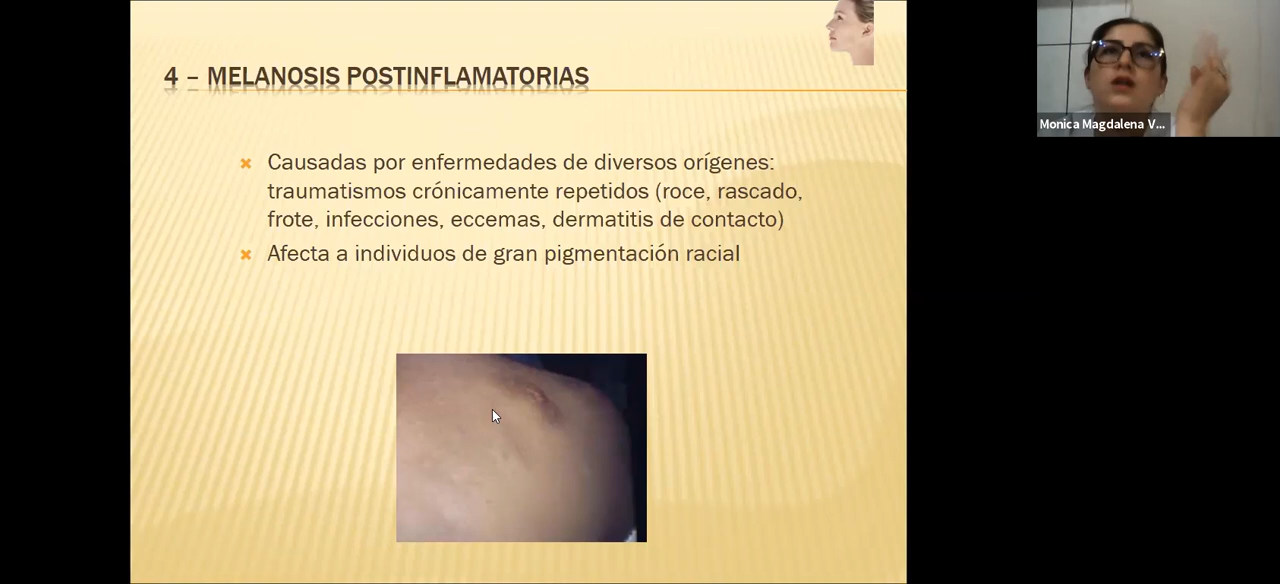 4 – MELANOSIS POSTINFLAMATORIAS
Causadas por enfermedades de diversos orígenes:
traumatismos crónicamente repetidos (roce, rascado,
frote, infecciones, eccemas, dermatitis de contacto)
Afecta a individuos de gran pigmentación racial
Monica Magdalena V...